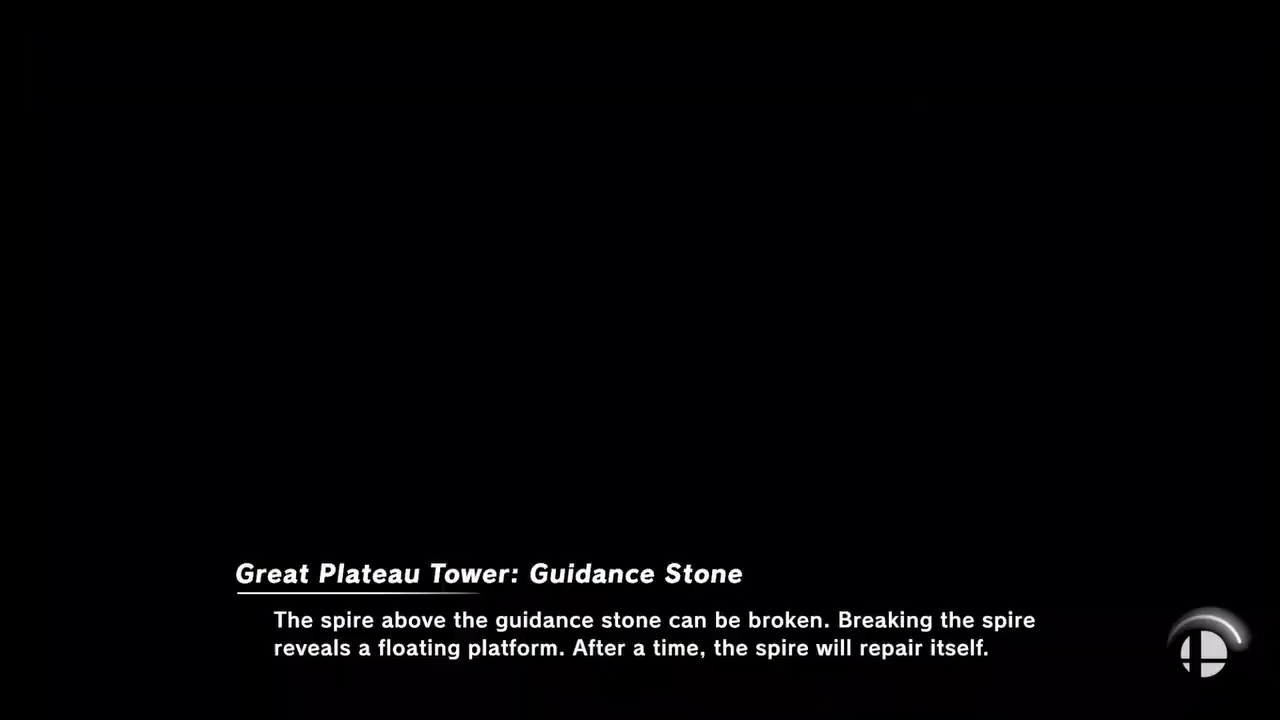 Great Plateau Tower: Guidance Stone
The spire above the guidance stone can be broken. Breaking the spire
reveals a floating platform. After a time, the spire will repair itself.